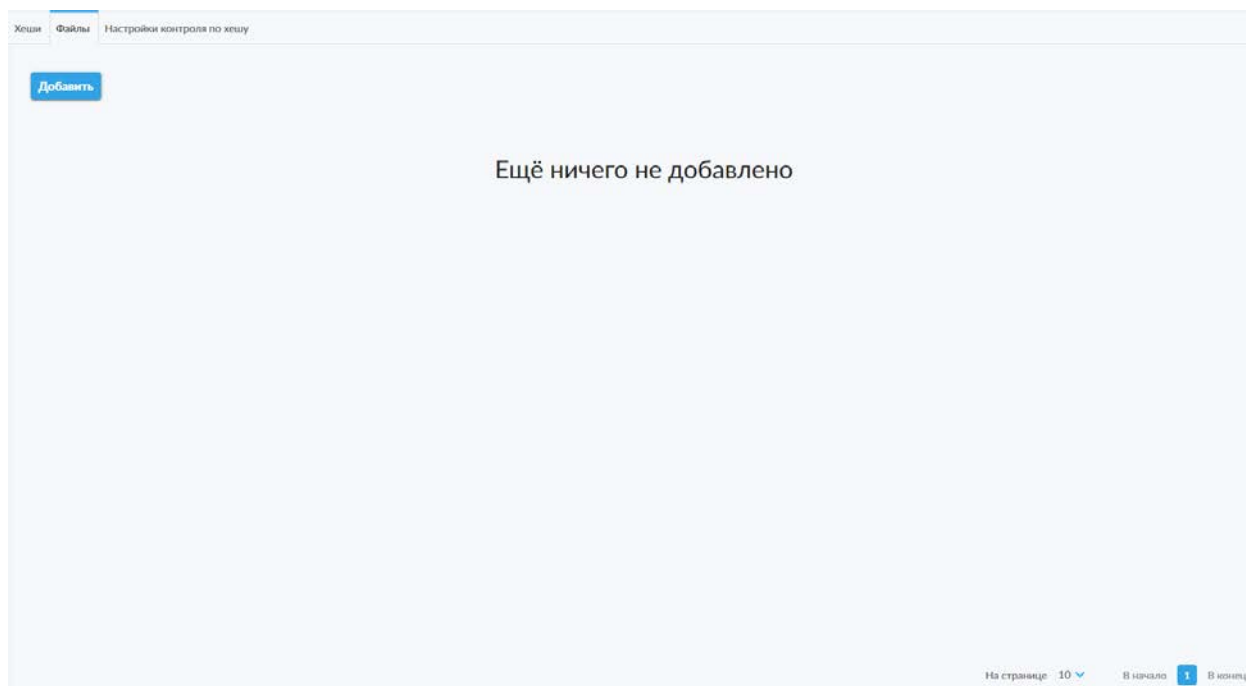 Хеши Файлы Настройки контроля по хешу
Добавить
Ещё ничего не добавлено
На странице 10 В начало 1 В конец